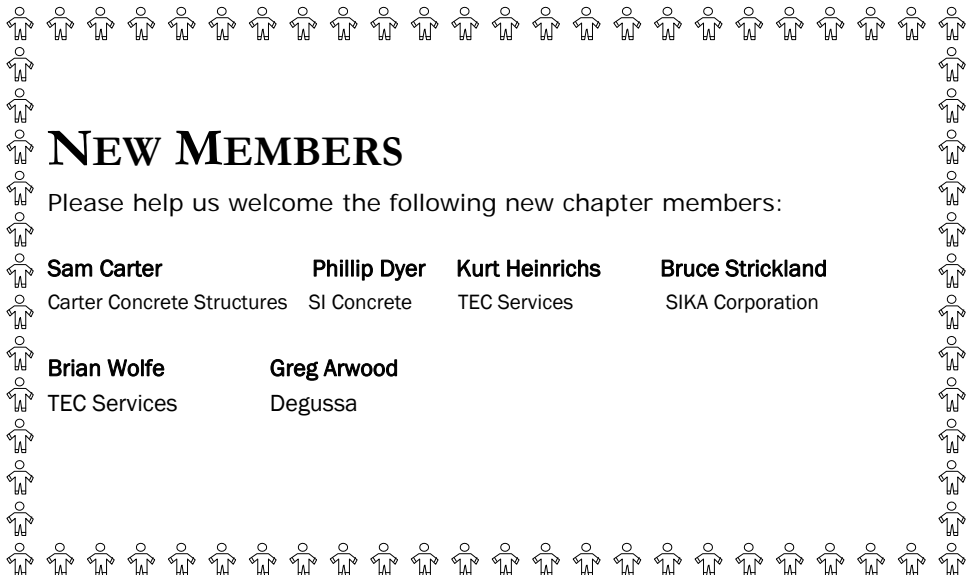 NEW MEMBERS
Please help us welcome the following new chapter members:
Sam Carter Phillip Dyer Kurt Heinrichs Bruce Strickland
Carter Concrete Structures SI Concrete TEC Services SIKA Corporation
Brian Wolfe Greg Arwood
TEC Services Degussa